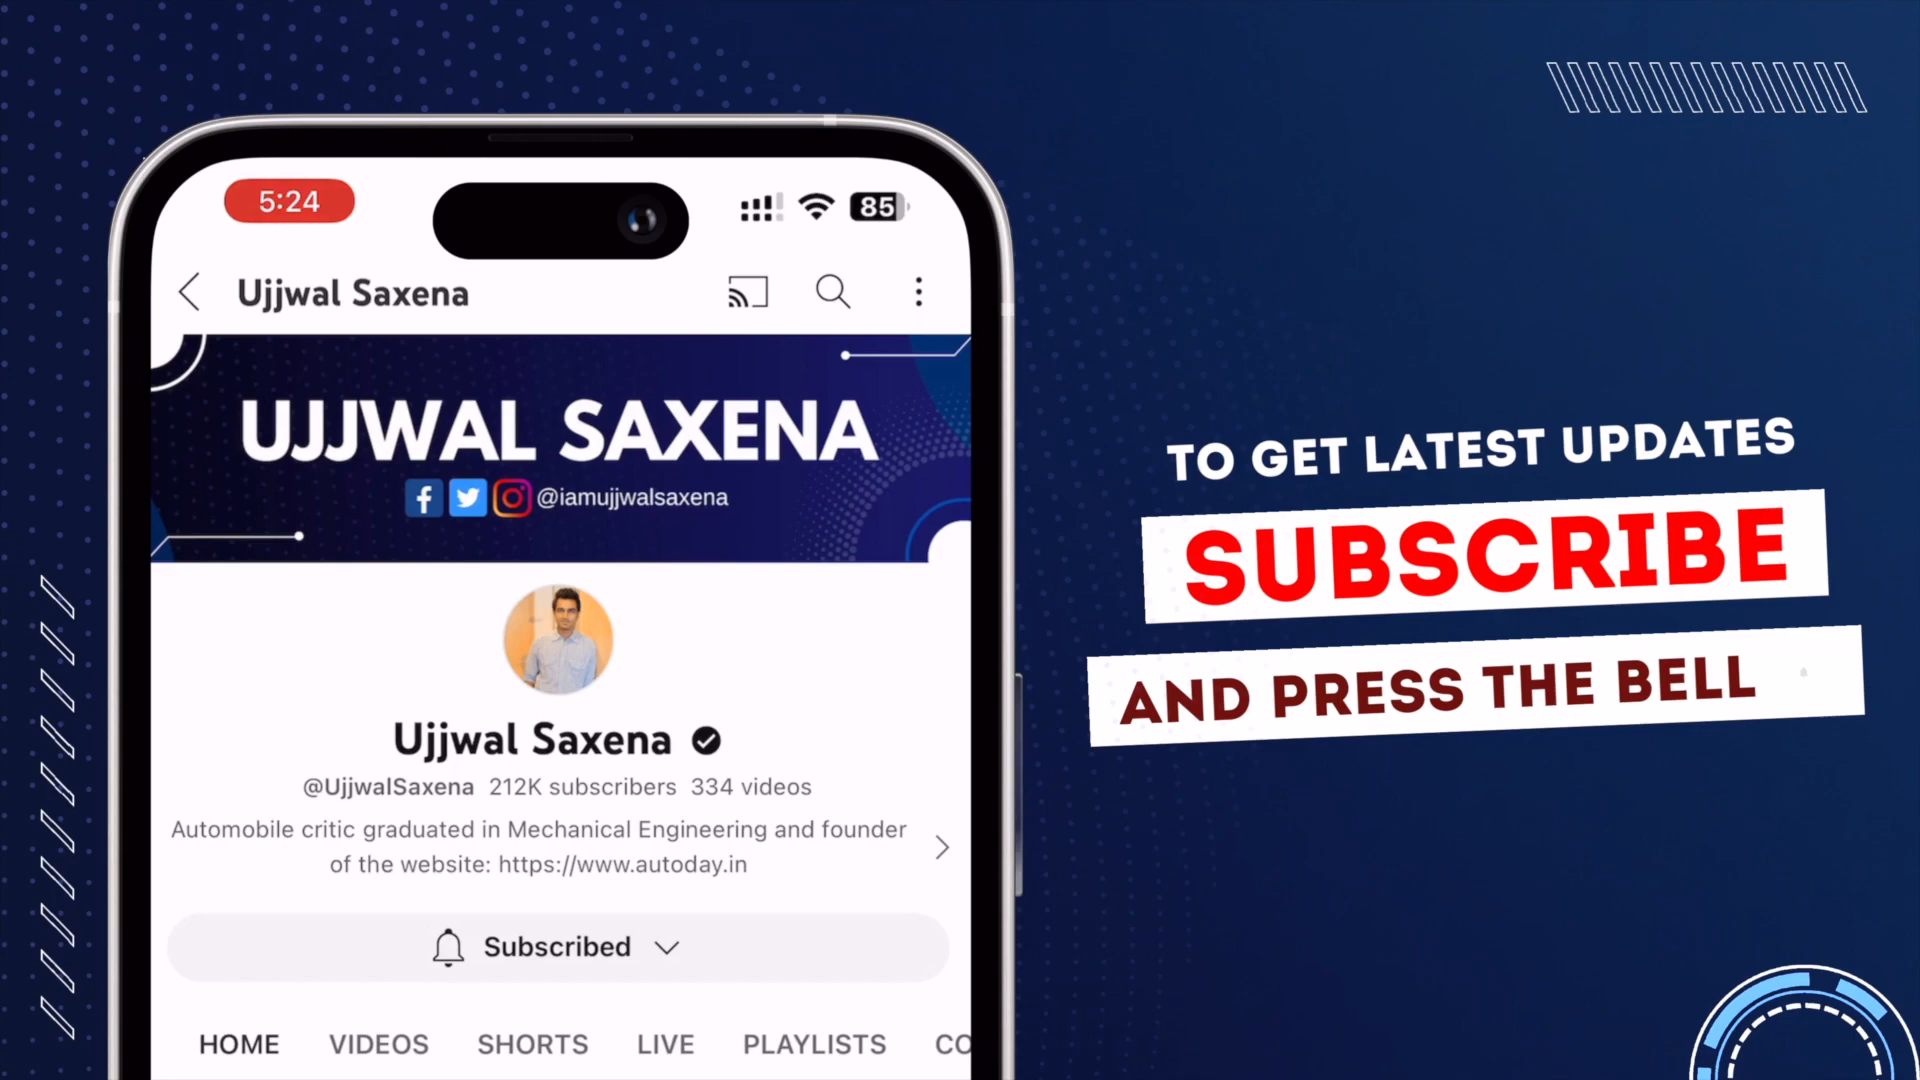 5:24
85
Ujjwal Saxena
UJJWAL SAXENA
@iamujjwalsaxena
Ujjwal Saxena
@UjjwalSaxena 212K subscribers 334 videos
Automobile critic graduated in Mechanical Engineering and founder
of the website: https://www.autoday.in
Subscribed
HOME VIDEOS SHORTS LIVE PLAYLISTS CO
TO GET LATEST UPDATES
SUBSCRIBE
AND PRESS THE BELL